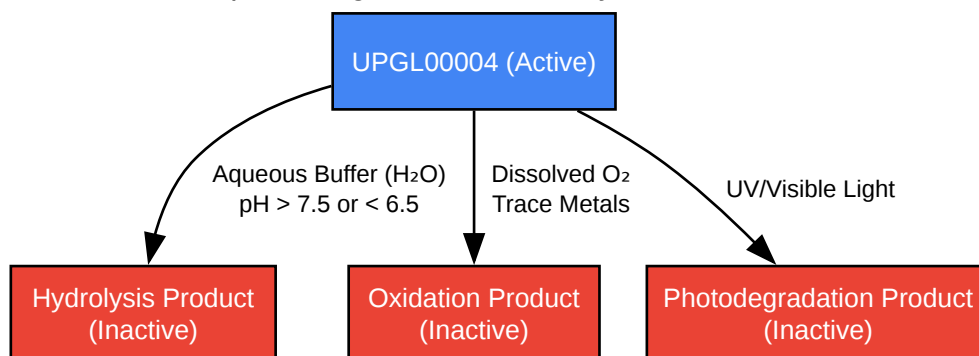 UPGL00004 (Active)
Aqueous Buffer (H₂O)
pH > 7.5 or < 6.5
Dissolved O₂
Trace Metals
UV/Visible Light
Hydrolysis Product
(Inactive)
Oxidation Product
(Inactive)
Photodegradation Product
(Inactive)